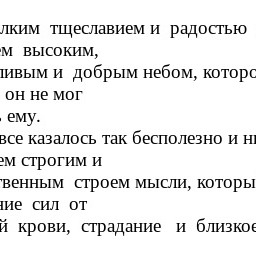 лким тщеславием и радостью
ем высоким,
ливым и добрым небом, которо
он не мог
ь ему.
все казалось так бесполезно и н
ем строгим и
твенным строем мысли, которы
ние сил от
й крови, страдание и близкое